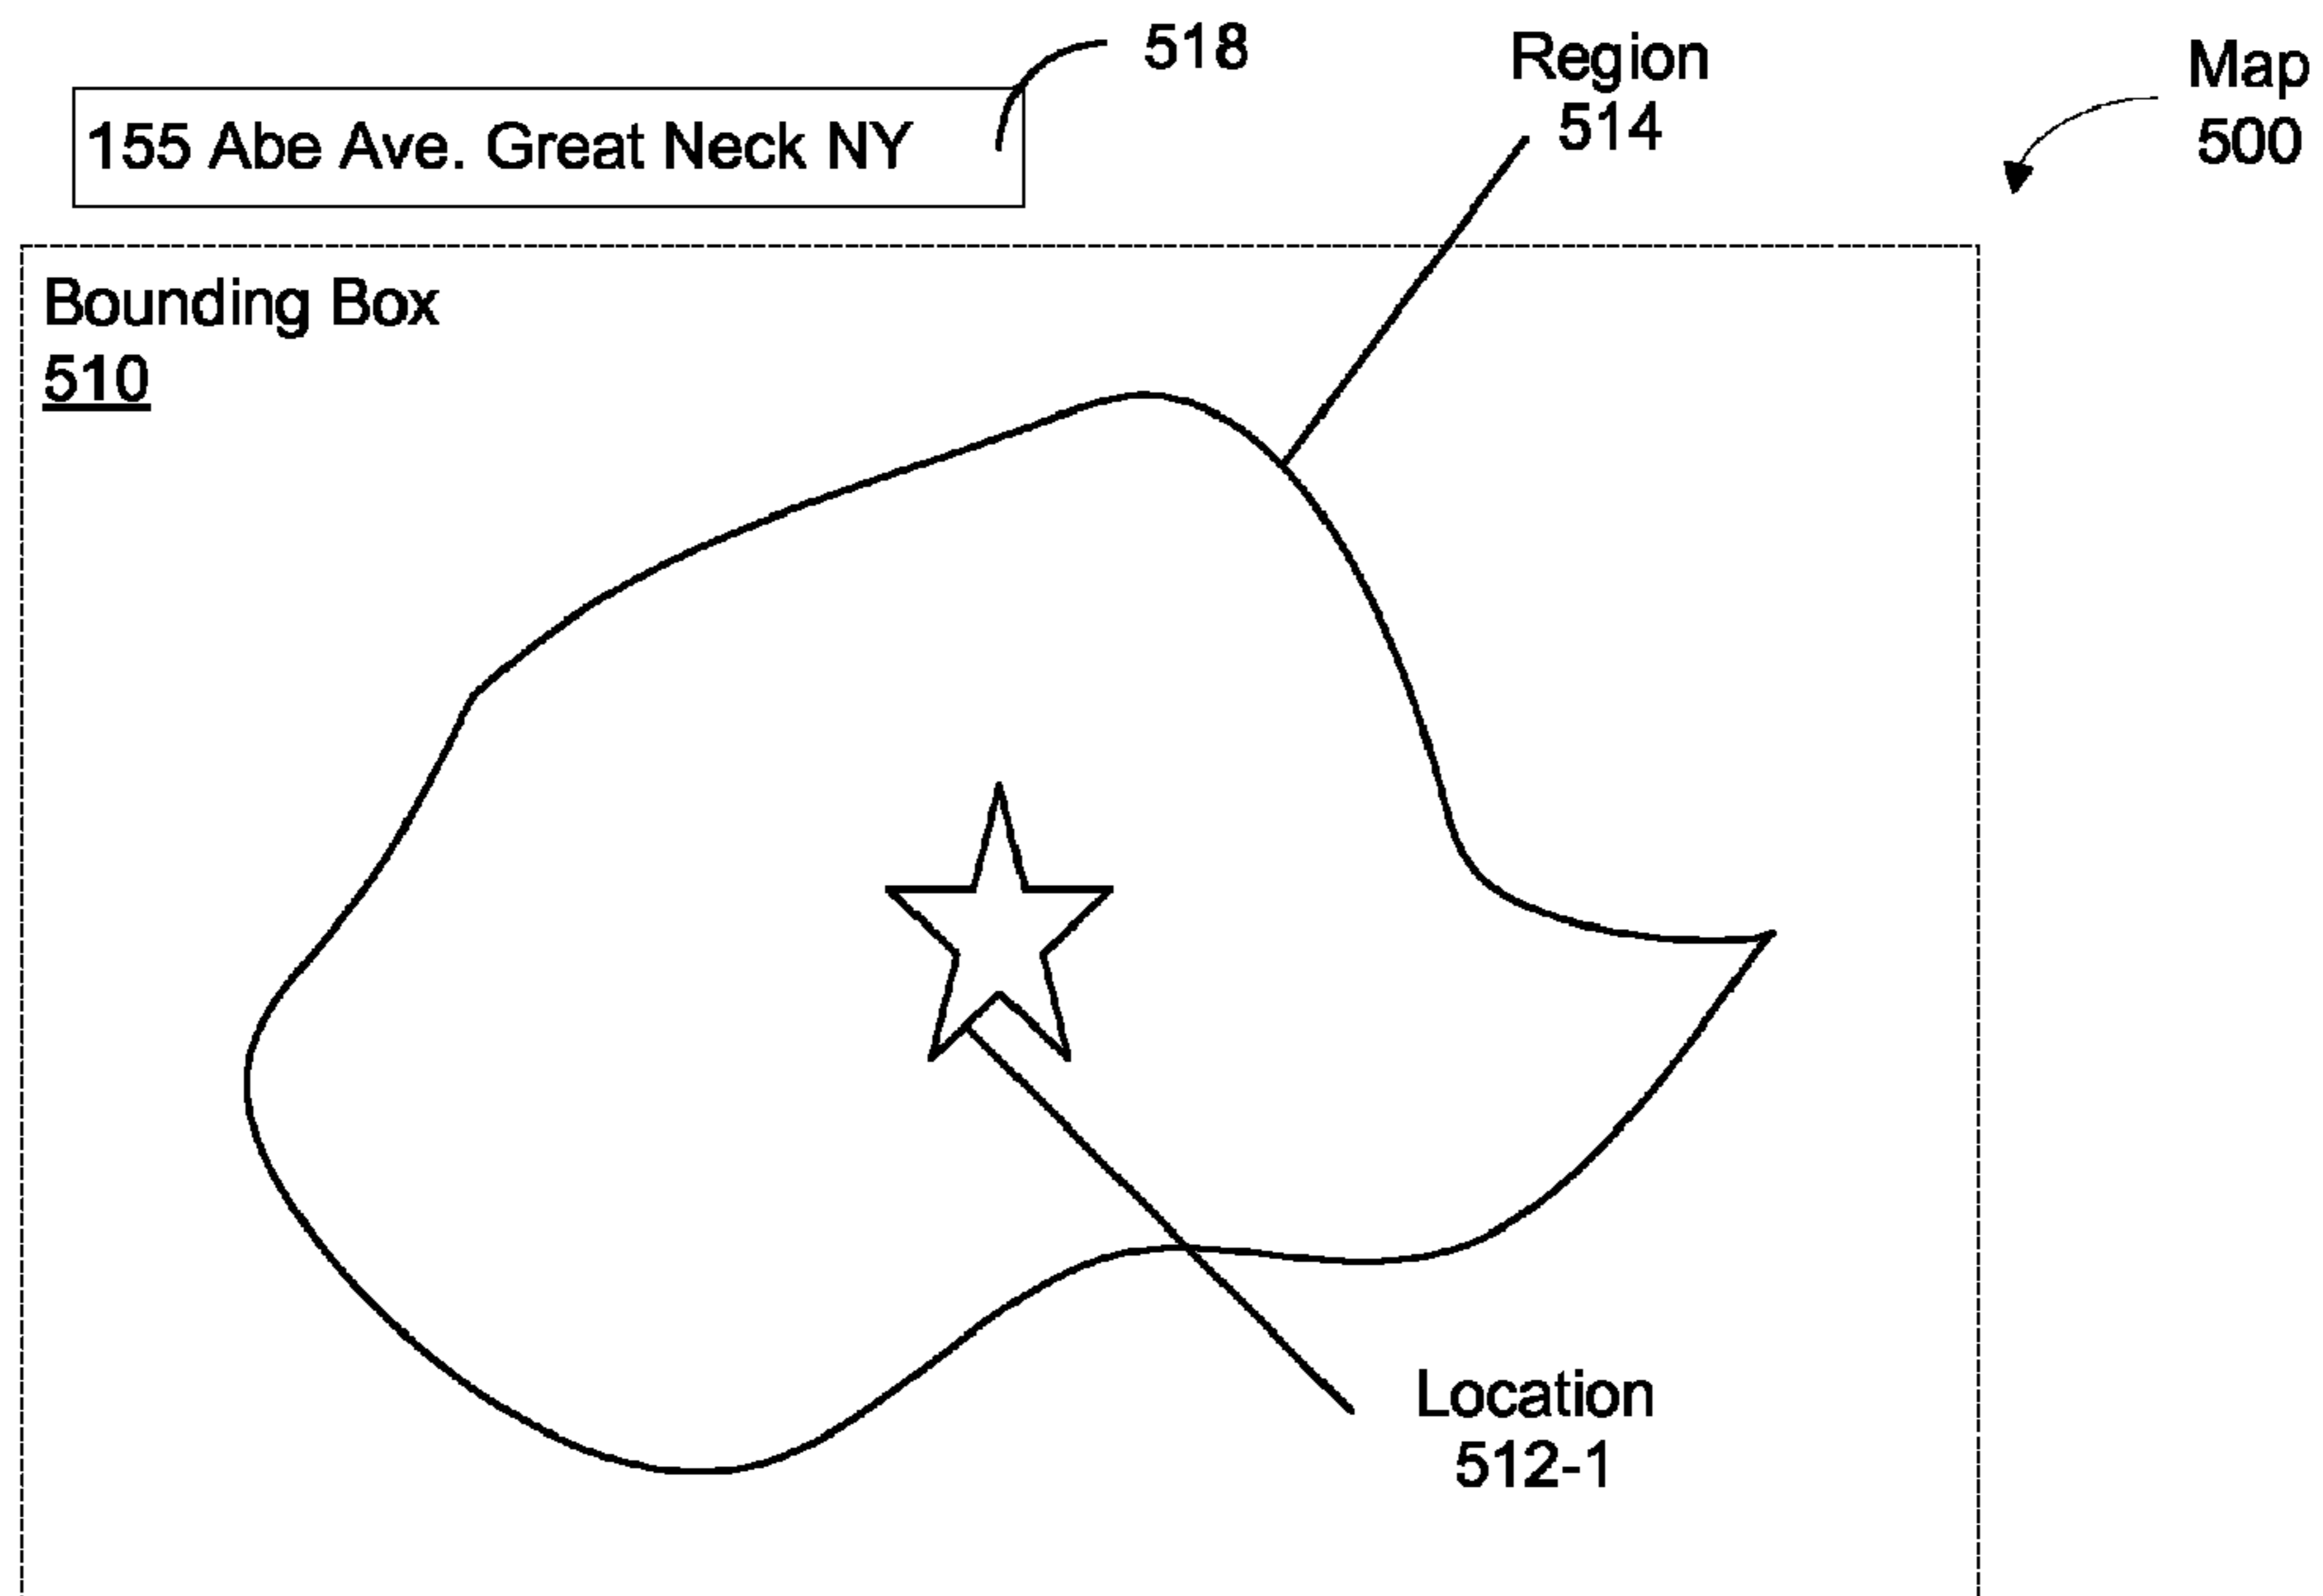 518
Region
514
Map
500
155 Abe Ave. Great Neck NY
Bounding Box
510
Location
512-1